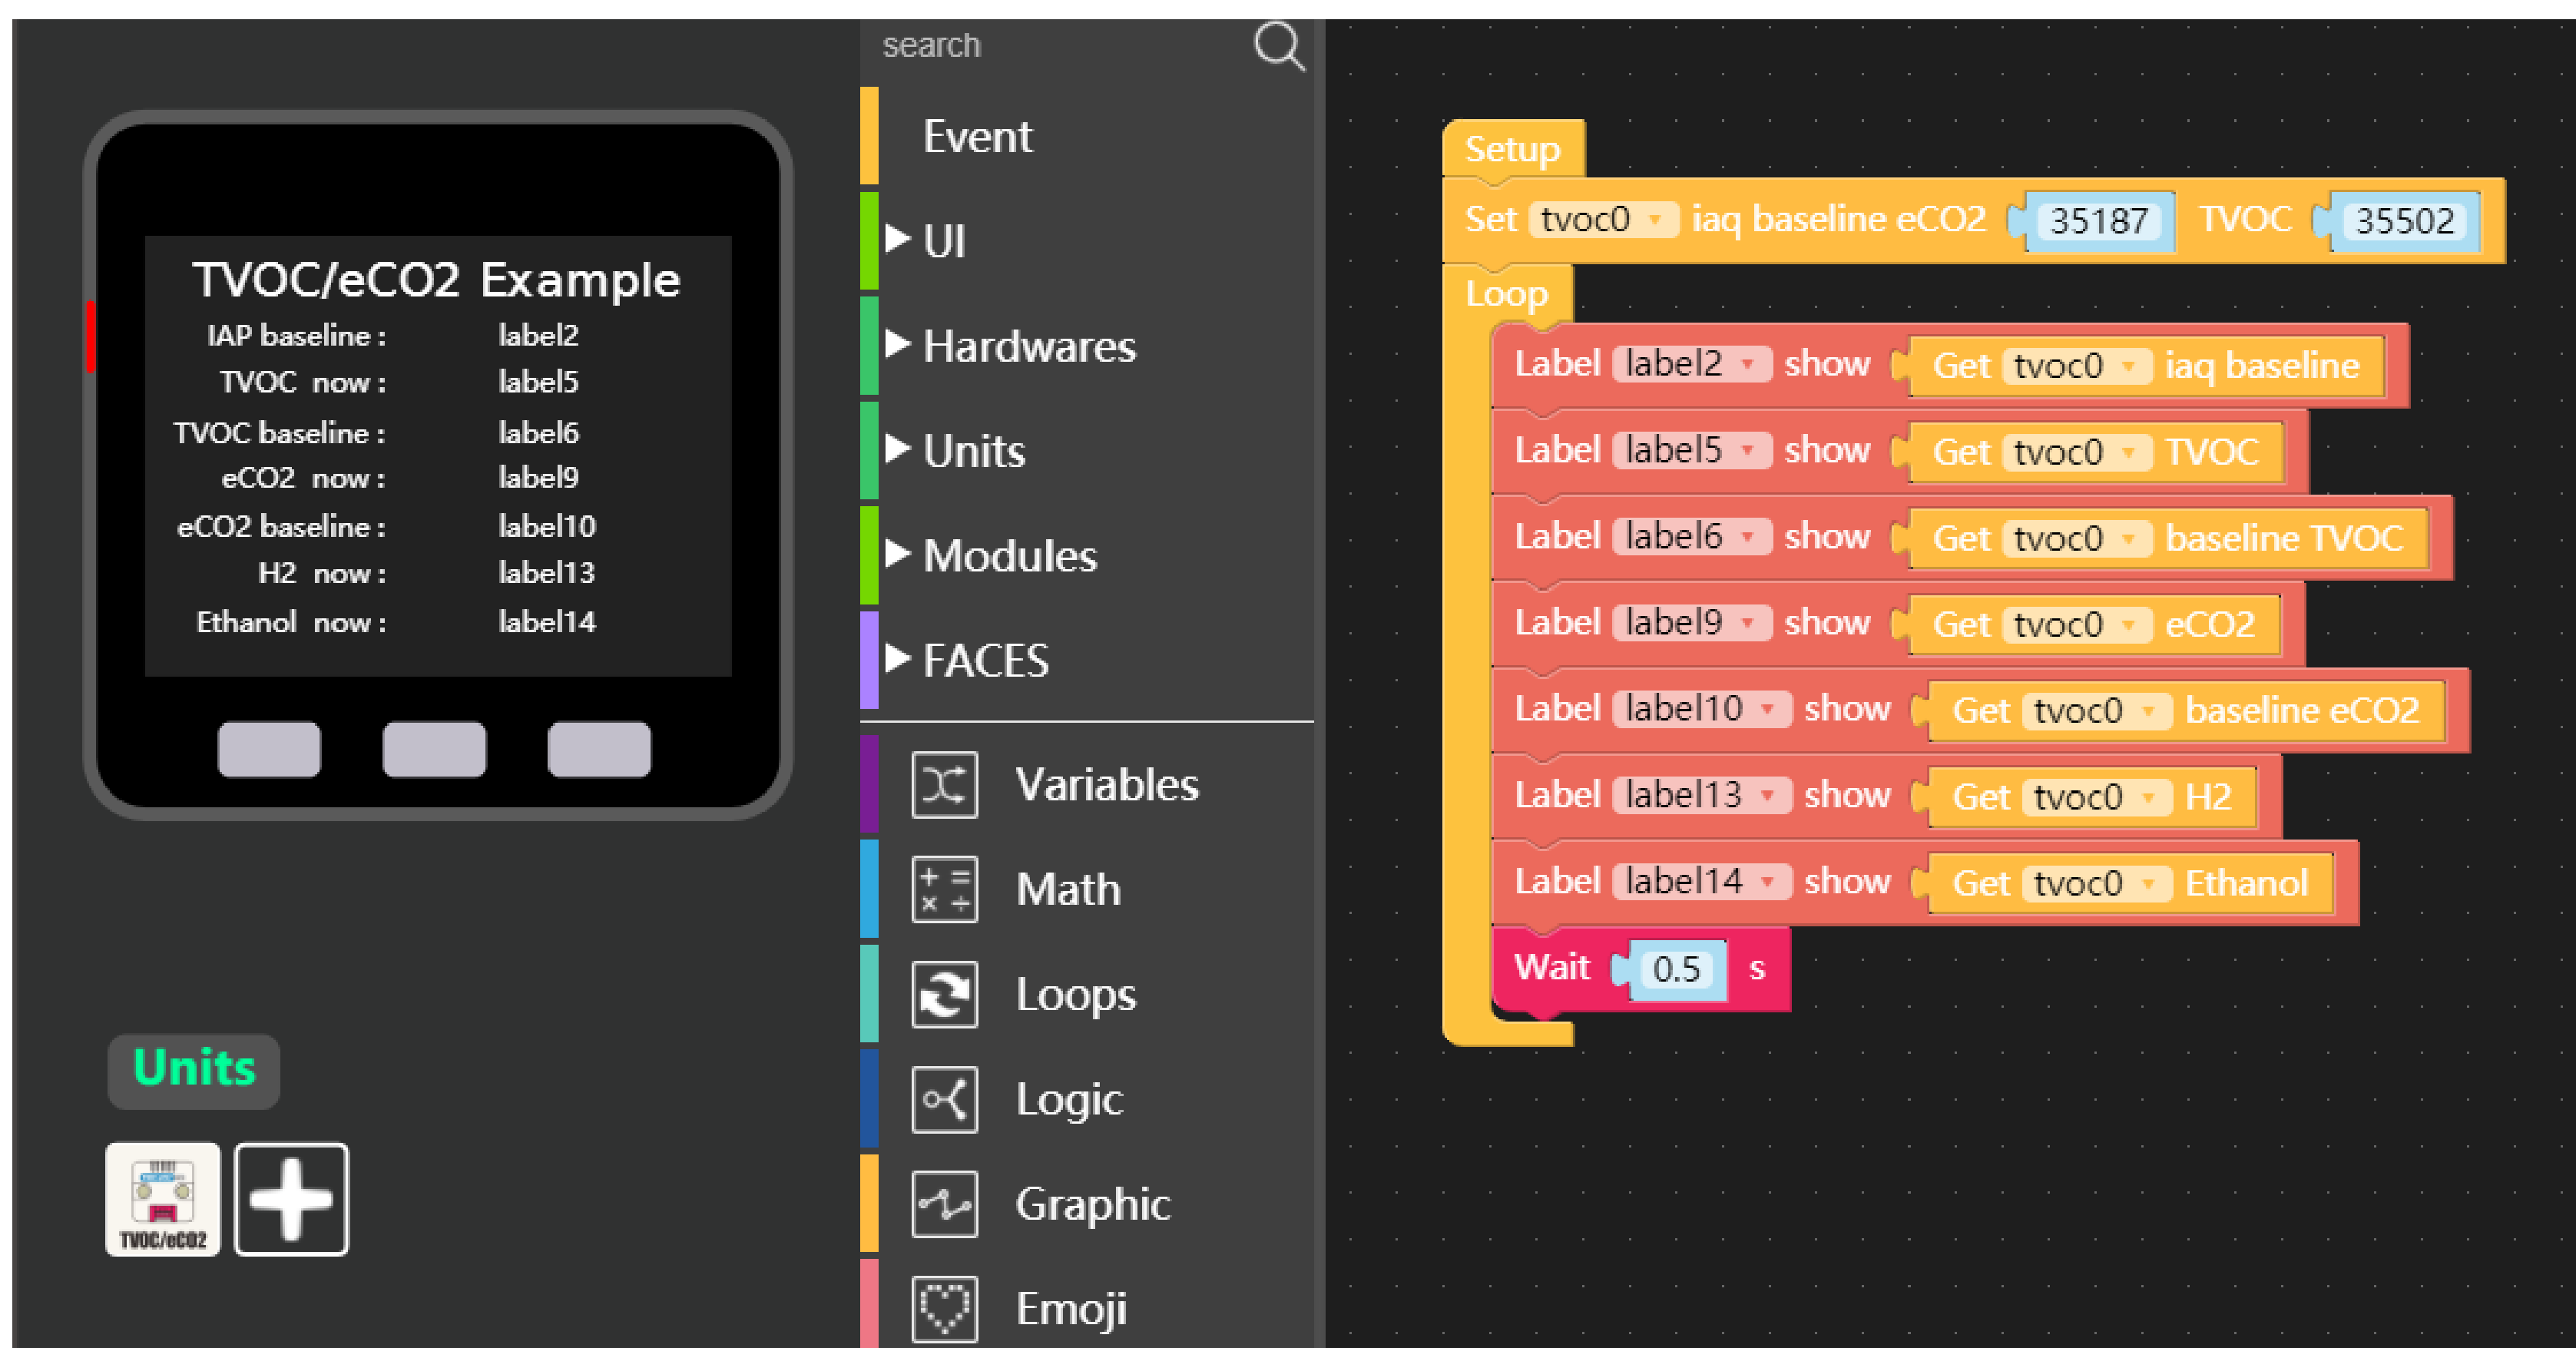 TVOC/eCO2 Example
IAP baseline : label2
TVOC now : label5
TVOC baseline : label6
eCO2 now : label9
eCO2 baseline : label10
H2 now : label13
Ethanol now : label14
Units
TVOC/eCO2
search
Event
UI
Hardwares
Units
Modules
FACES
Variables
Math
Loops
Logic
Graphic
Emoji
Setup
Set tvoc0 iaq baseline eCO2 35187 TVOC 35502
Loop
Label label2 show Get tvoc0 iaq baseline
Label label5 show Get tvoc0 TVOC
Label label6 show Get tvoc0 baseline TVOC
Label label9 show Get tvoc0 eCO2
Label label10 show Get tvoc0 baseline eCO2
Label label13 show Get tvoc0 H2
Label label14 show Get tvoc0 Ethanol
Wait 0.5 s